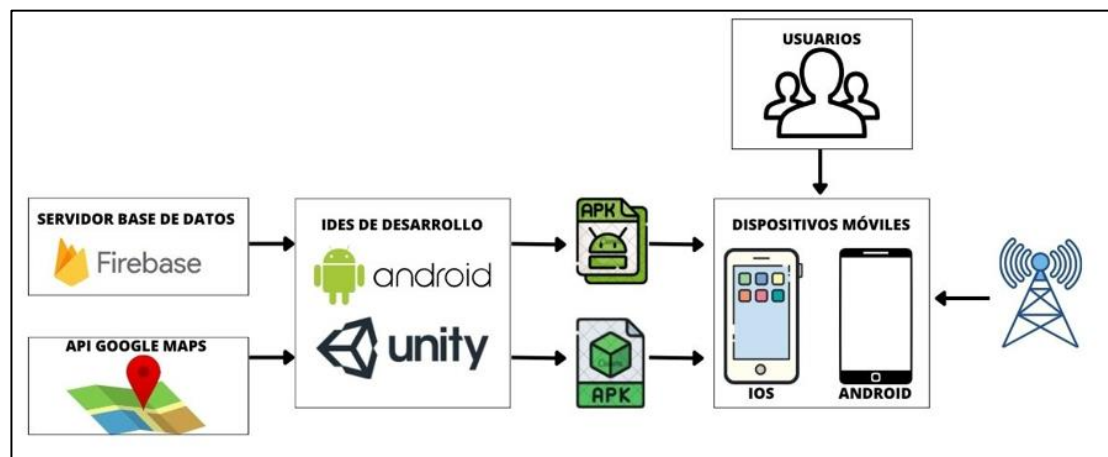 USUARIOS
SERVIDOR BASE DE DATOS
Firebase
API GOOGLE MAPS
IDES DE DESARROLLO
android
unity
APK
APK
DISPOSITIVOS MÓVILES
IOS
ANDROID